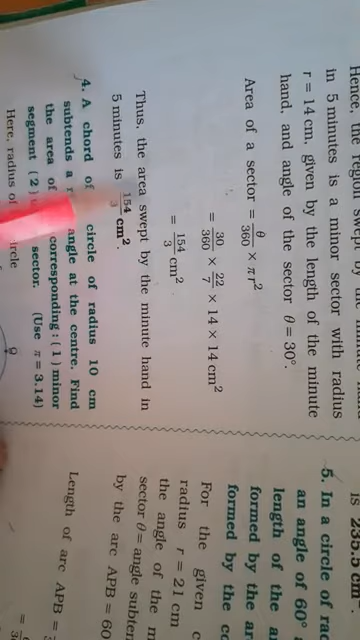 Hence, the region swept by the minute hand
in 5 minutes is a minor sector with radius
r = 14 cm, given by the length of the minute
hand, and angle of the sector θ = 30°.
Area of a sector = θ/360 × πr²
= 30/360 × 22/7 × 14 × 14 cm²
= 154/3 cm²
Thus, the area swept by the minute hand in
5 minutes is 154/3 cm².
4. A chord of circle of radius 10 cm
subtends a angle at the centre. Find
the area of corresponding : (1) minor
segment (2) sector. (Use π = 3.14)
Here, radius of circle
is 235.5 cm
5. In a circle of
an angle of 60°
length of the
formed by the
formed by the
For the given
radius r = 21 cm
the angle of the
sector θ = angle
by the arc APB = 60
Length of arc APB =